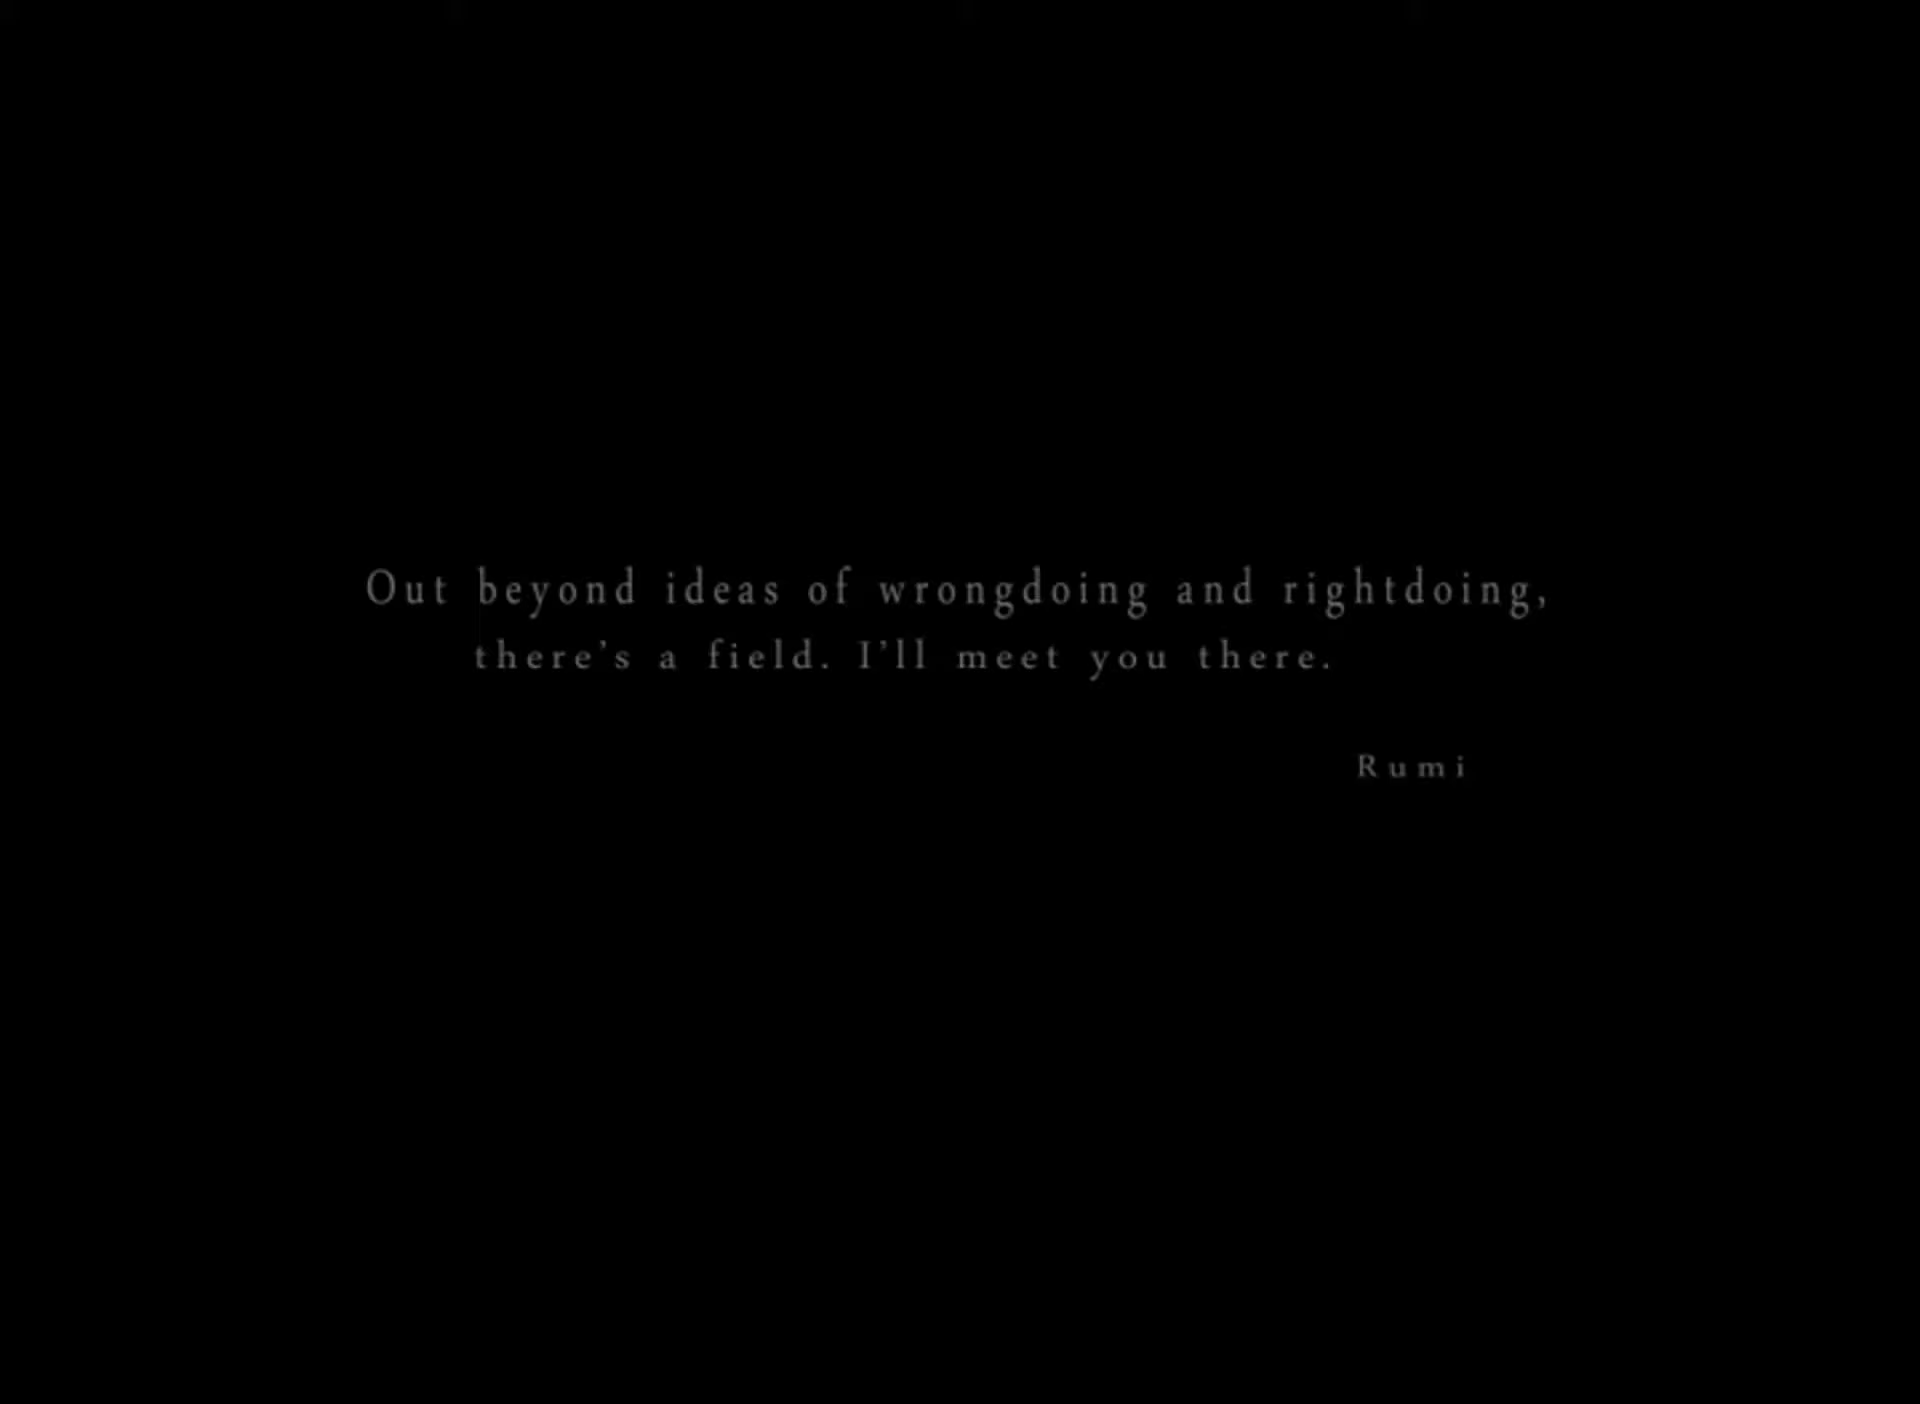 Out beyond ideas of wrongdoing and rightdoing,
there’s a field. I’ll meet you there.
Rumi